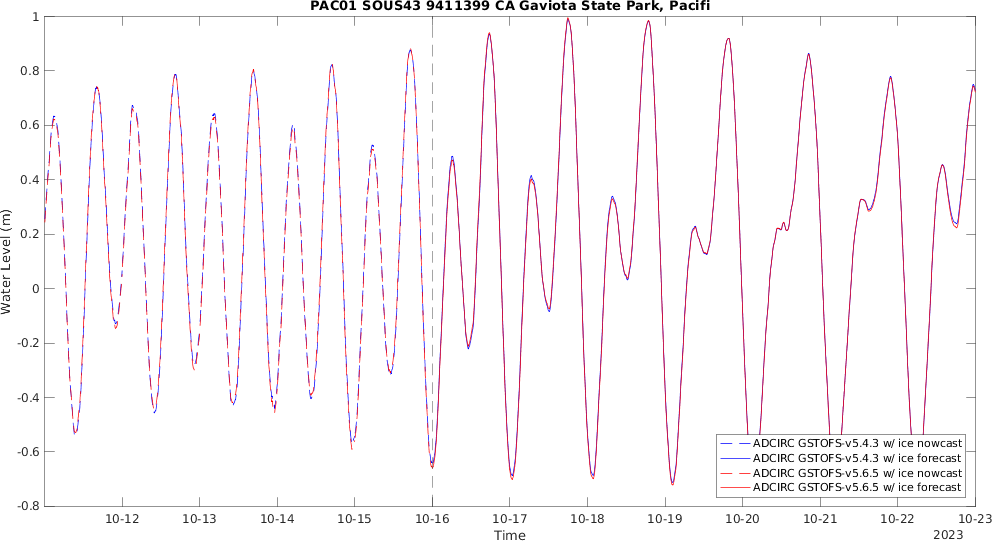 PAC01 SOUS43 9411399 CA Gaviota State Park, Pacifi
1
0.8
0.6
0.4
0.2
0
-0.2
-0.4
-0.6
-0.8
Water Level (m)
ADCIRC GSTOFS-v5.4.3 w/ ice nowcast
ADCIRC GSTOFS-v5.4.3 w/ ice forecast
ADCIRC GSTOFS-v5.6.5 w/ ice nowcast
ADCIRC GSTOFS-v5.6.5 w/ ice forecast
10-12 10-13 10-14 10-15 10-16 10-17 10-18 10-19 10-20 10-21 10-22 10-23
Time
2023